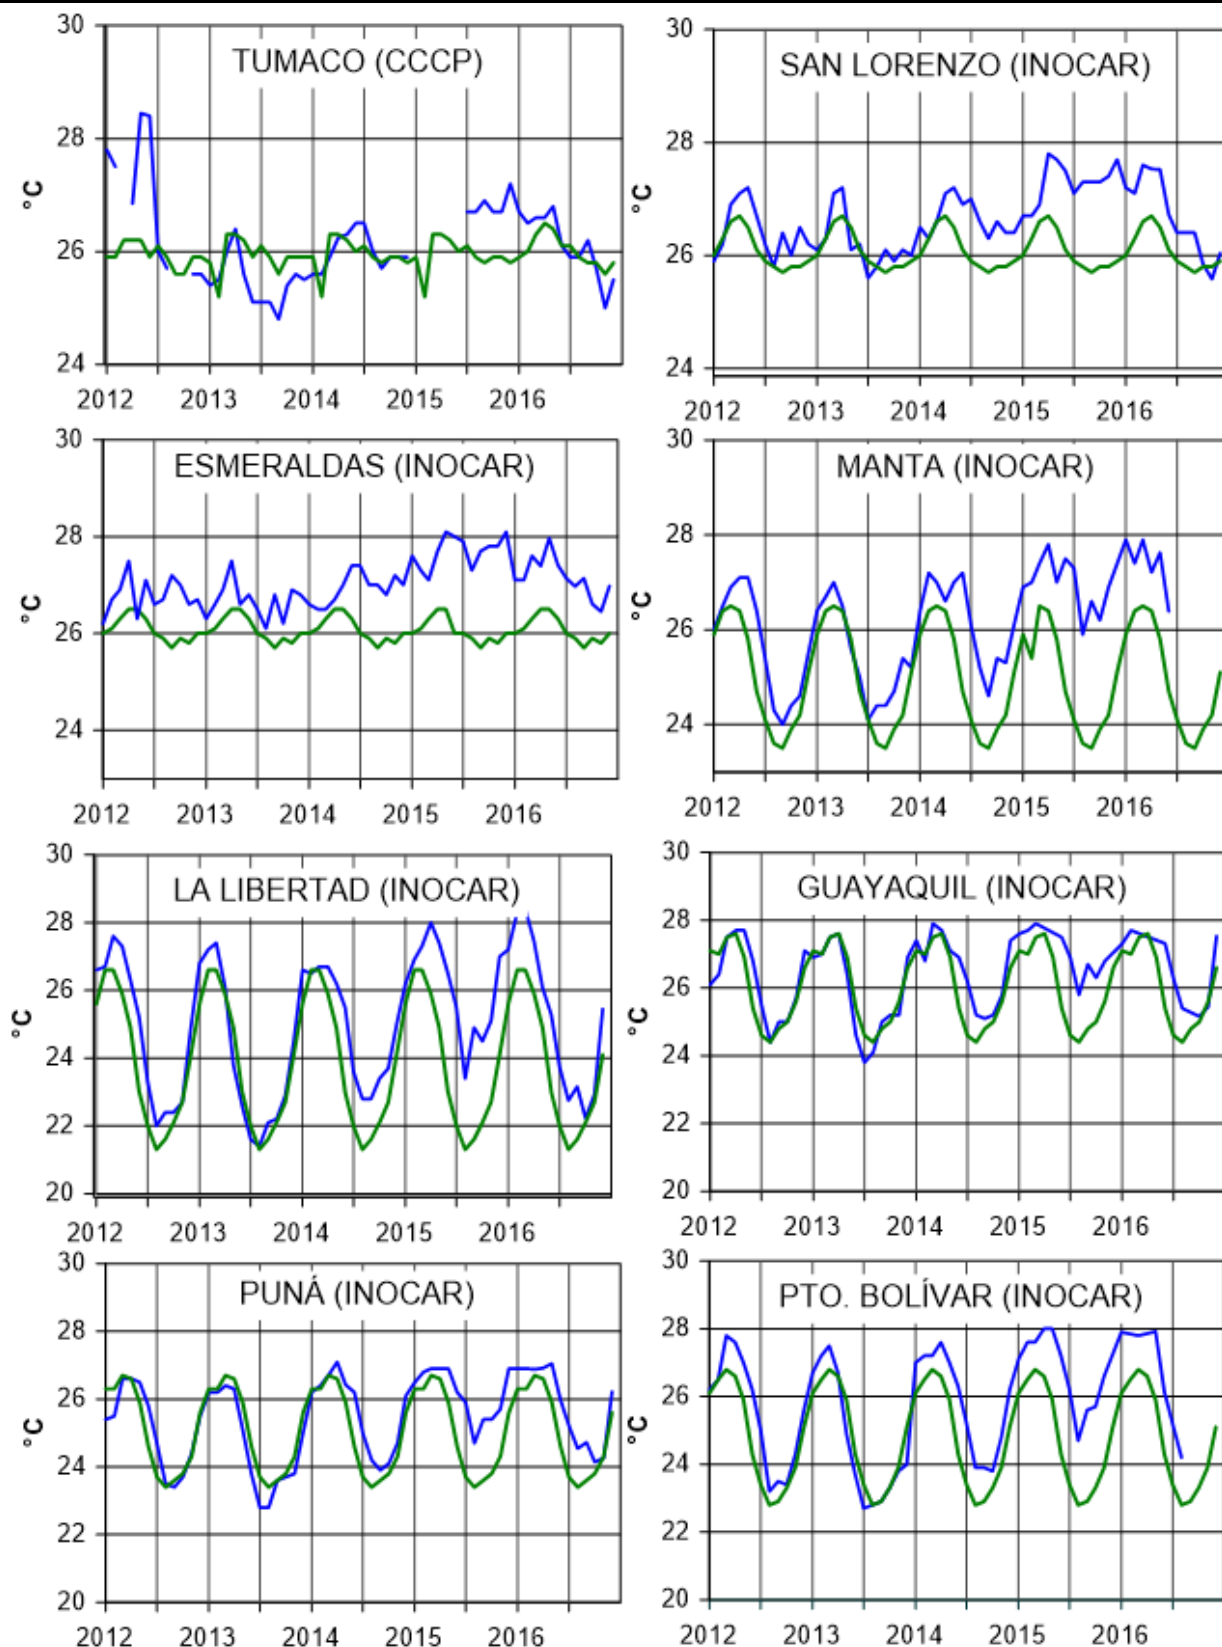 30
28
26
24
°C
TUMACO (CCCP)
2012 2013 2014 2015 2016
30
28
26
24
°C
SAN LORENZO (INOCAR)
2012 2013 2014 2015 2016
30
28
26
24
°C
ESMERALDAS (INOCAR)
2012 2013 2014 2015 2016
30
28
26
24
°C
MANTA (INOCAR)
2012 2013 2014 2015 2016
30
28
26
24
22
20
°C
LA LIBERTAD (INOCAR)
2012 2013 2014 2015 2016
30
28
26
24
22
20
°C
GUAYAQUIL (INOCAR)
2012 2013 2014 2015 2016
30
28
26
24
22
20
°C
PUNÁ (INOCAR)
2012 2013 2014 2015 2016
30
28
26
24
22
20
°C
PTO. BOLÍVAR (INOCAR)
2012 2013 2014 2015 2016